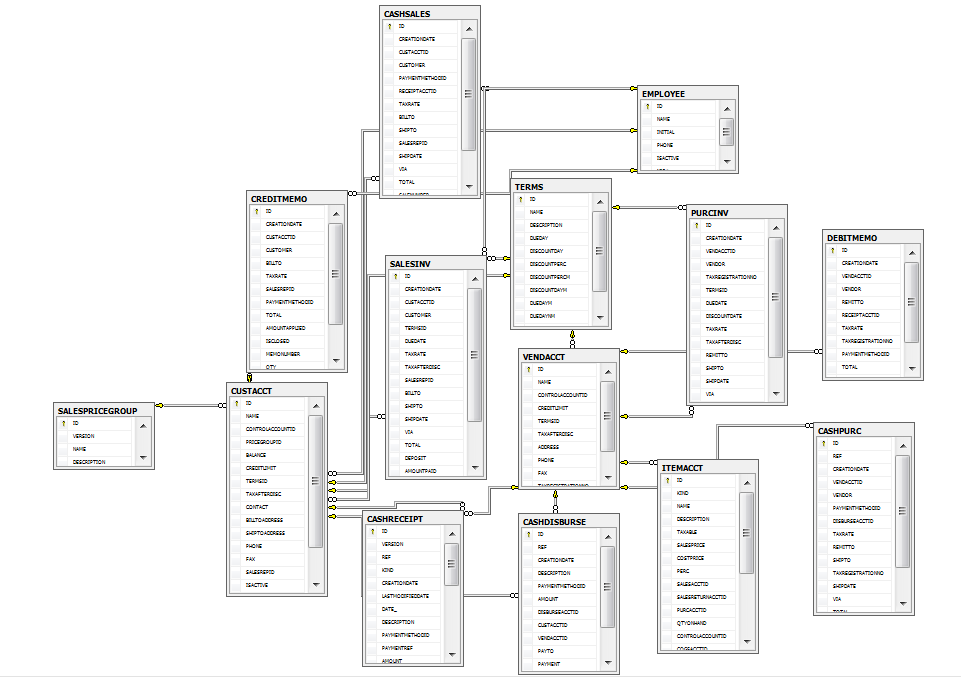 CASHSALES
ID
CREATIONDATE
CUSTACCTID
CUSTOMER
PAYMENTMETHODID
RECEIPTACCTID
TAXRATE
BILLTO
SHIPTO
SALESREPID
SHIPDATE
VIA
TOTAL
SALENUMBER
EMPLOYEE
ID
NAME
INITIAL
PHONE
ISACTIVE
CREDITMEMO
ID
CREATIONDATE
CUSTACCTID
CUSTOMER
BILLTO
TAXRATE
SALESREPID
PAYMENTMETHODID
TOTAL
AMOUNTAPPLIED
ISCLOSED
MEMONUMBER
QTY
TERMS
ID
NAME
DESCRIPTION
DUEDAY
DISCOUNTDAY
DISCOUNTPERC
DISCOUNTPERCM
DISCOUNTDAYM
DUEDAYM
DUEDAYNM
PURCINV
ID
CREATIONDATE
VENDACCTID
VENDOR
TAXREGISTRATIONNO
TERMSID
DUEDATE
DISCOUNTDATE
TAXRATE
TAXAFTERDISC
REMITTO
SHIPTO
SHIPDATE
VIA
DEBITMEMO
ID
CREATIONDATE
VENDACCTID
VENDOR
REMITTO
RECEIPTACCTID
TAXRATE
TAXREGISTRATIONNO
PAYMENTMETHODID
TOTAL
SALESINV
ID
CREATIONDATE
CUSTACCTID
CUSTOMER
TERMSID
DUEDATE
TAXRATE
TAXAFTERDISC
SALESREPID
BILLTO
SHIPTO
SHIPDATE
VIA
TOTAL
DEPOSIT
AMOUNTPAID
VENDACCT
ID
NAME
CONTROLACCOUNTID
CREDITLIMIT
TERMSID
TAXAFTERDISC
ADDRESS
PHONE
FAX
TAXREGISTRATIONNO
SALESPRICEGROUP
ID
VERSION
NAME
DESCRIPTION
CUSTACCT
ID
NAME
CONTROLACCOUNTID
PRICEGROUPID
BALANCE
CREDITLIMIT
TERMSID
TAXAFTERDISC
CONTACT
BILLTOADDRESS
SHIPTOADDRESS
PHONE
FAX
SALESREPID
ISACTIVE
CASHRECEIPT
ID
VERSION
REF
KIND
CREATIONDATE
LASTMODIFIEDDATE
DATE_
DESCRIPTION
PAYMENTMETHODID
PAYMENTREF
AMOUNT
CASHDISBURSE
ID
REF
CREATIONDATE
DESCRIPTION
PAYMENTMETHODID
AMOUNT
DISBURSEACCTID
CUSTACCTID
VENDACCTID
PAYTO
PAYMENT
ITEMACCT
ID
KIND
NAME
DESCRIPTION
TAXABLE
SALESPRICE
COSTPRICE
PERC
SALESACCTID
SALESRETURNACCTID
PURCACCTID
QTYONHAND
CONTROLACCOUNTID
COGSACCTID
CASHPURC
ID
REF
CREATIONDATE
VENDACCTID
VENDOR
PAYMENTMETHODID
DISBURSEACCTID
TAXRATE
REMITTO
SHIPTO
TAXREGISTRATIONNO
SHIPDATE
VIA
TOTAL